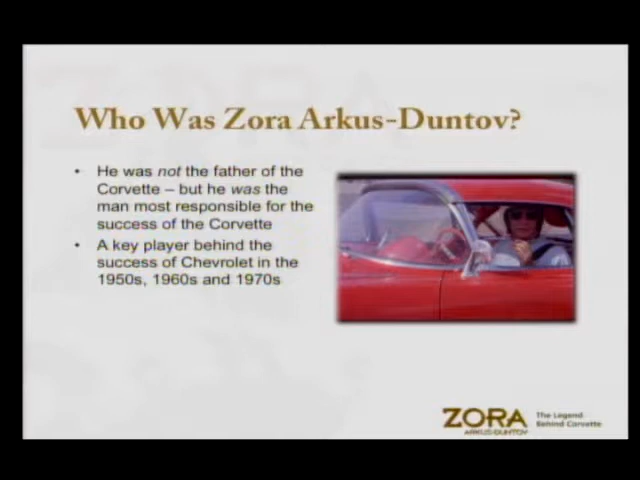 Who Was Zora Arkus-Duntov?
• He was not the father of the
Corvette – but he was the
man most responsible for the
success of the Corvette
• A key player behind the
success of Chevrolet in the
1950s, 1960s and 1970s
ZORA
ARKUS-DUNTOV
The Legend
Behind Corvette